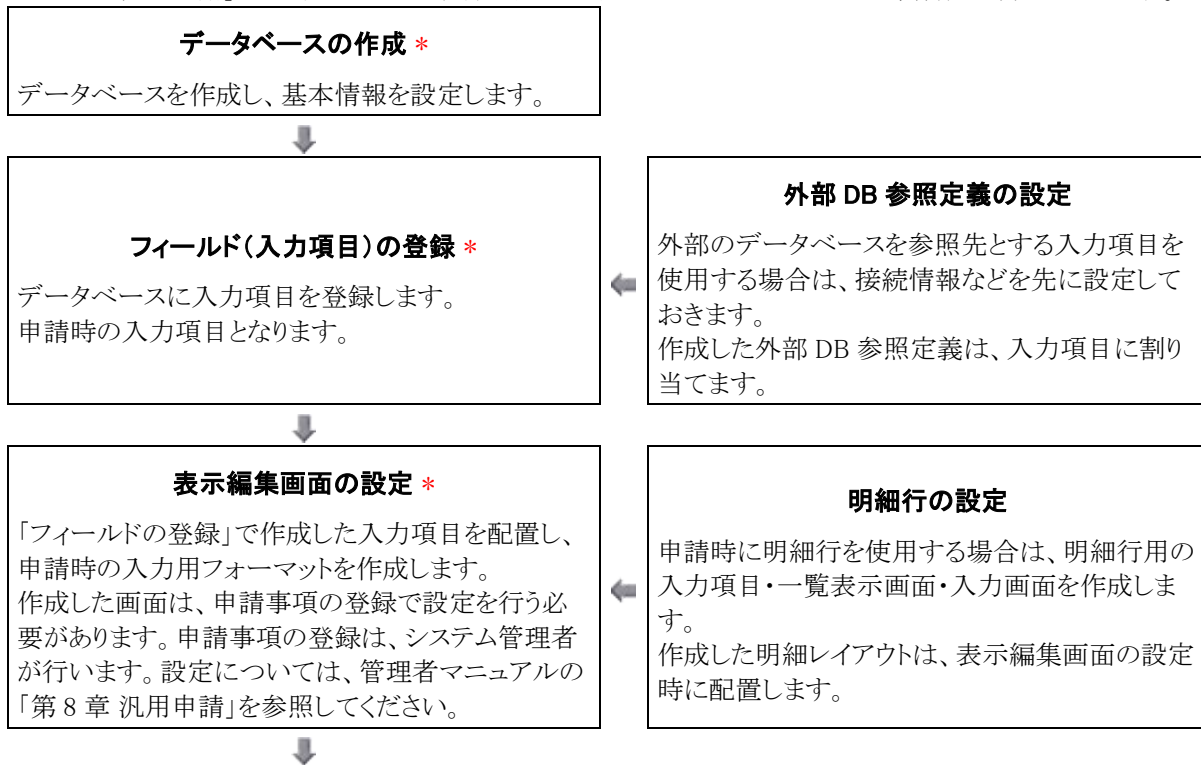 データベースの作成 *
データベースを作成し、基本情報を設定します。
フィールド（入力項目）の登録 *
データベースに入力項目を登録します。
申請時の入力項目となります。
外部 DB 参照定義の設定
外部のデータベースを参照先とする入力項目を
使用する場合は、接続情報などを先に設定して
おきます。
作成した外部 DB 参照定義は、入力項目に割り
当てます。
表示編集画面の設定 *
「フィールドの登録」で作成した入力項目を配置し、
申請時の入力用フォーマットを作成します。
作成した画面は、申請事項の登録で設定を行う必
要があります。申請事項の登録は、システム管理者
が行います。設定については、管理者マニュアルの
「第 8 章 汎用申請」を参照してください。
明細行の設定
申請時に明細行を使用する場合は、明細行用の
入力項目・一覧表示画面・入力画面を作成しま
す。
作成した明細レイアウトは、表示編集画面の設定
時に配置します。